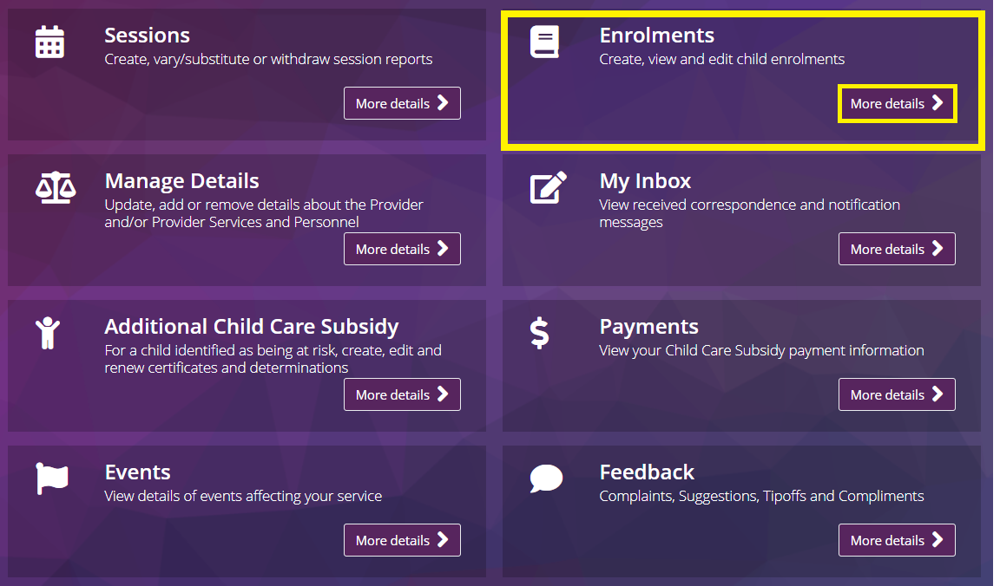 Sessions
Create, vary/substitute or withdraw session reports
More details
Enrolments
Create, view and edit child enrolments
More details
Manage Details
Update, add or remove details about the Provider
and/or Provider Services and Personnel
More details
My Inbox
View received correspondence and notification
messages
More details
Additional Child Care Subsidy
For a child identified as being at risk, create, edit and
renew certificates and determinations
More details
Payments
View your Child Care Subsidy payment information
More details
Events
View details of events affecting your service
More details
Feedback
Complaints, Suggestions, Tipoffs and Compliments
More details